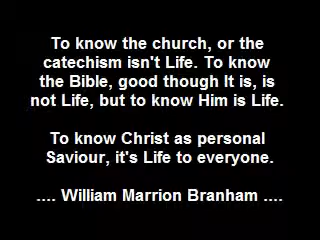 To know the church, or the
catechism isn't Life. To know
the Bible, good though It is, is
not Life, but to know Him is Life.
To know Christ as personal
Saviour, it's Life to everyone.
.... William Marrion Branham ....